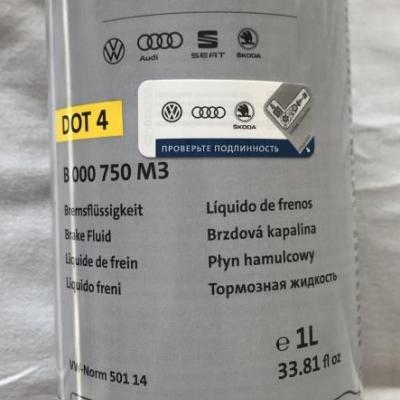 Audi SEAT ŠKODA
ŠKODA
ПРОВЕРЬТЕ ПОДЛИННОСТЬ
DOT 4
B 000 750 M3
Bremsflüssigkeit
Brake Fluid
Liquide de frein
Liquido freni
Líquido de frenos
Brzdová kapalina
Płyn hamulcowy
Тормозная жидкость
e 1L
33.81 fl oz
VW-Norm 501 14